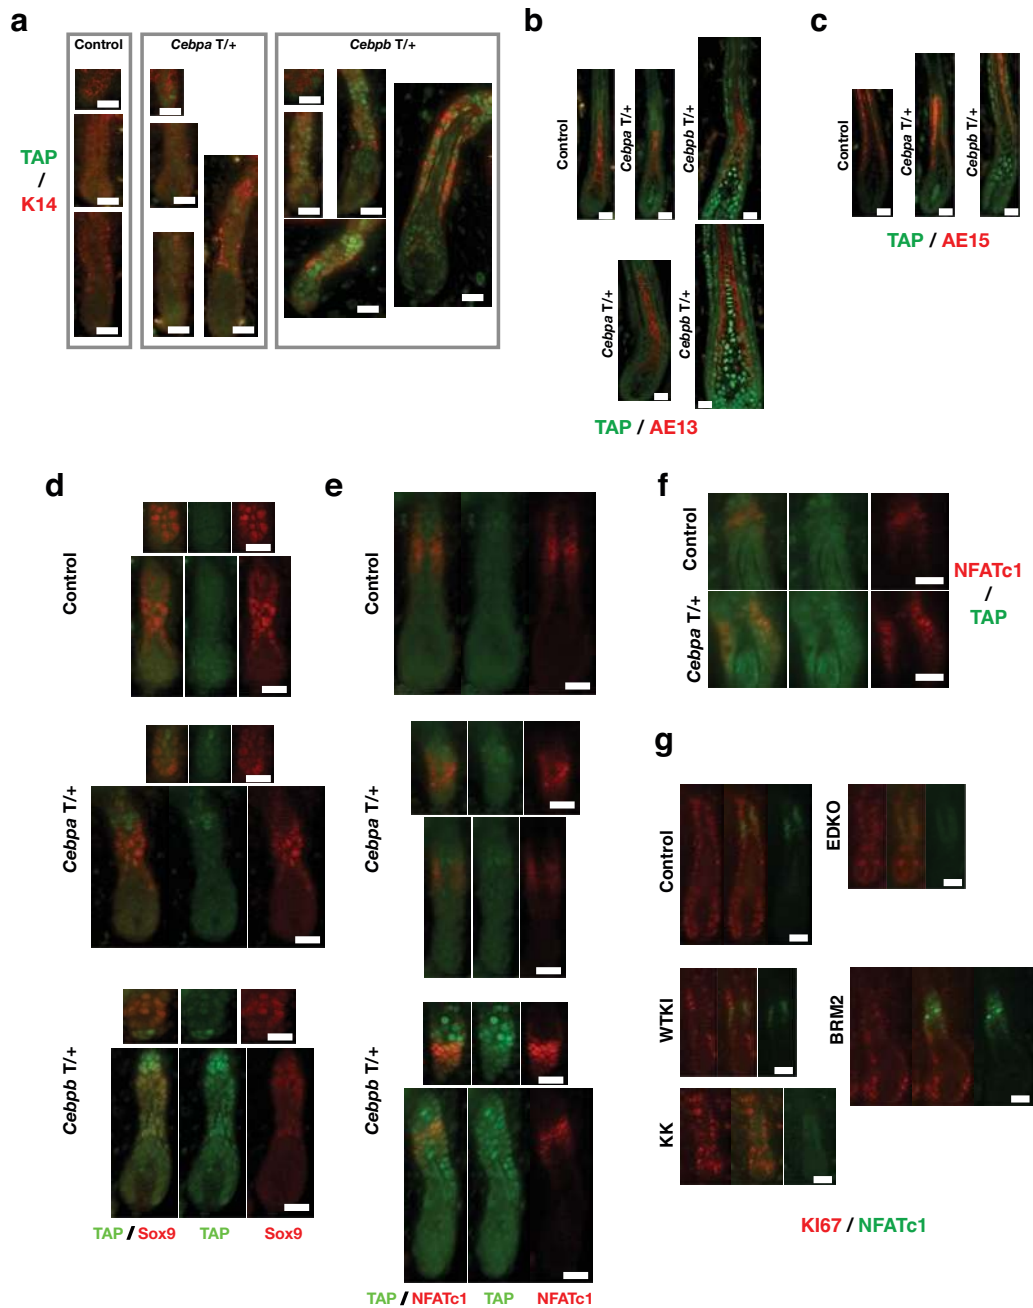 a
Control
Cebpa T/+
Cebpb T/+
TAP
/
K14
b
Control
Cebpa T/+
Cebpb T/+
Cebpa T/+
Cebpb T/+
TAP / AE13
c
Control
Cebpa T/+
Cebpb T/+
TAP / AE15
d
Control
Cebpa T/+
Cebpb T/+
TAP / Sox9
TAP
Sox9
e
Control
Cebpa T/+
Cebpb T/+
TAP / NFATc1
TAP
NFATc1
f
Control
Cebpa T/+
NFATc1
/
TAP
g
Control
EDKO
WTKI
BRM2
KK
KI67 / NFATc1